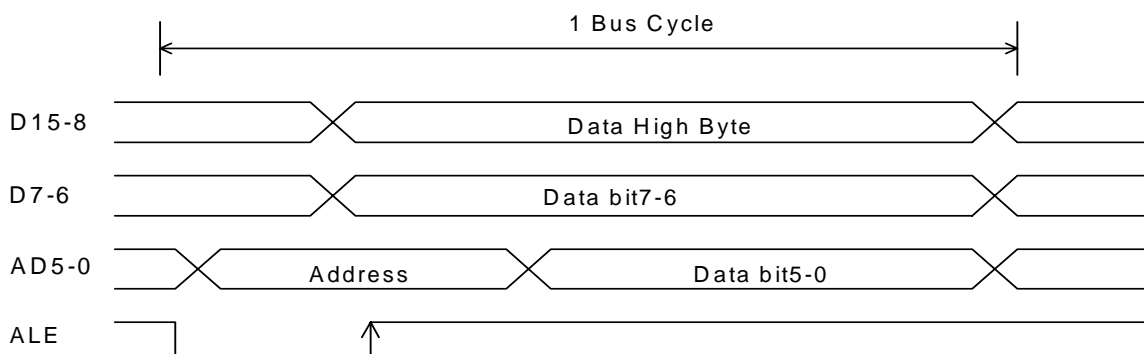 1 Bus Cycle
D15-8 Data High Byte
D7-6 Data bit7-6
AD5-0 Address Data bit5-0
ALE